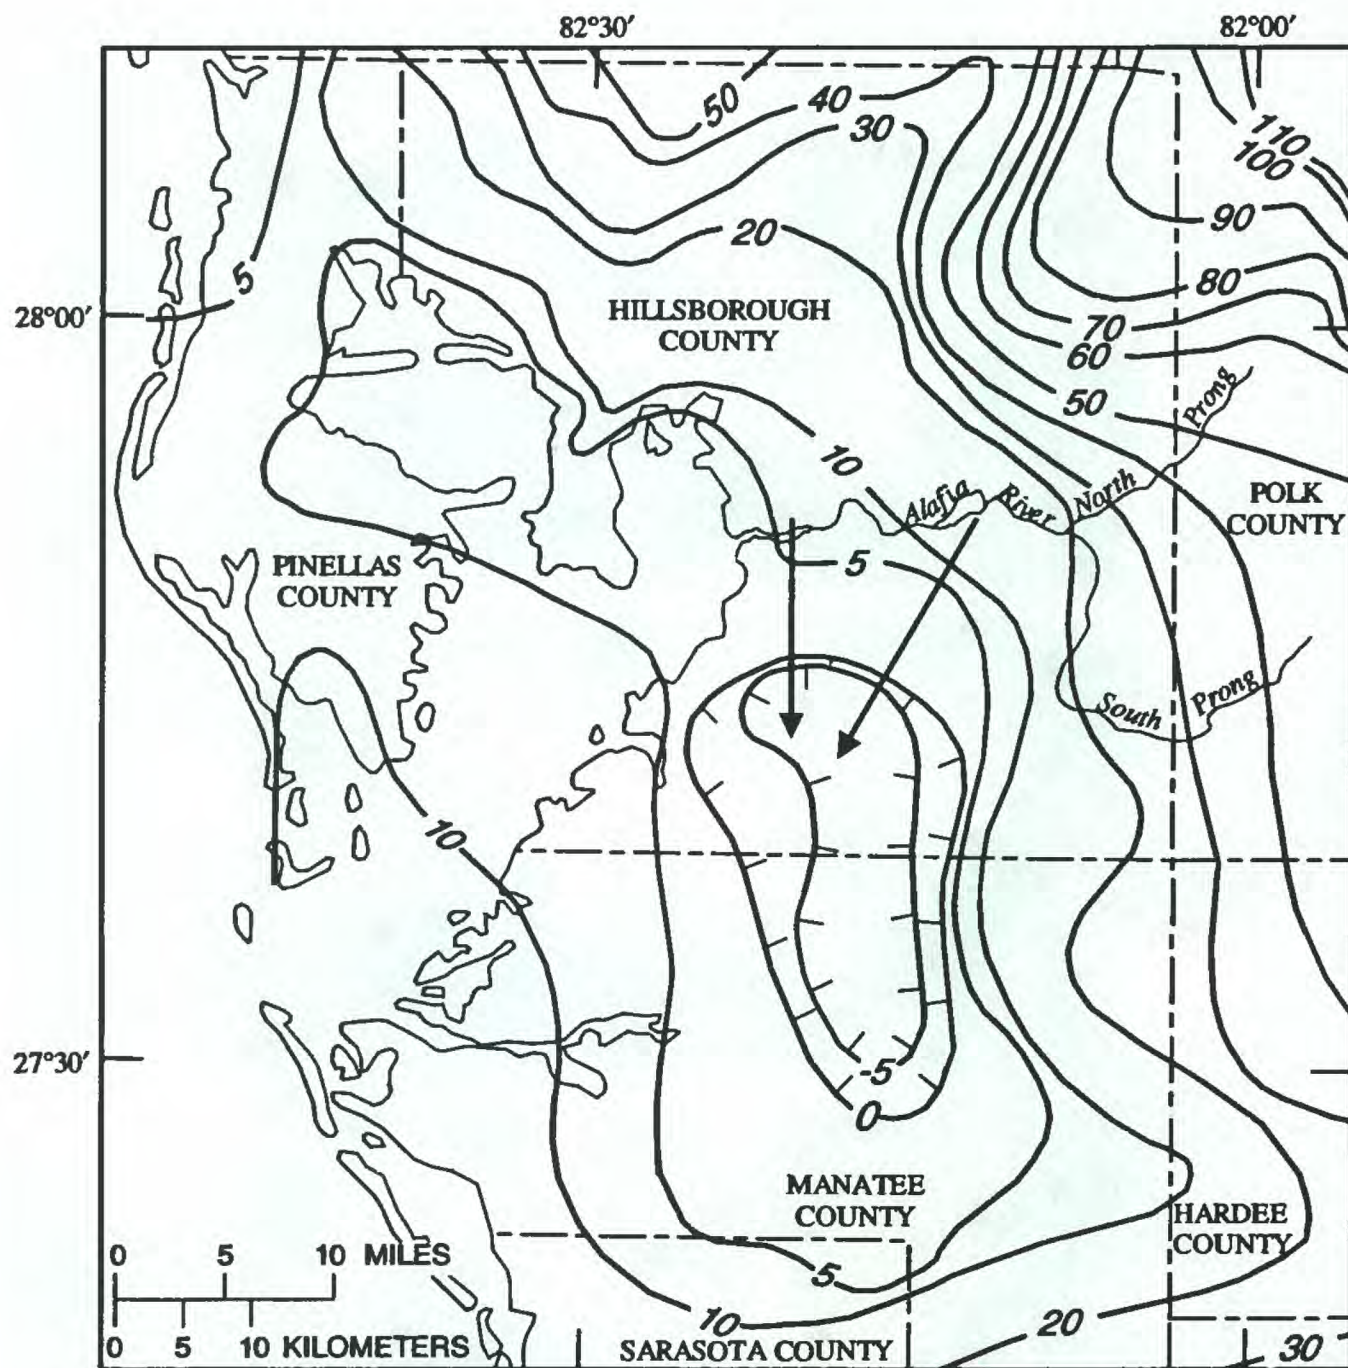 82°30′ 82°00′
50
40
30
110
100
90
20
5
80
28°00′
HILLSBOROUGH
COUNTY
70
60
50
Prong
10
North
Alafia River
POLK
COUNTY
5
PINELLAS
COUNTY
South Prong
10
27°30′
-5
0
MANATEE
COUNTY
HARDEE
COUNTY
0 5 10 MILES
5
10
20
0 5 10 KILOMETERS
SARASOTA COUNTY
30